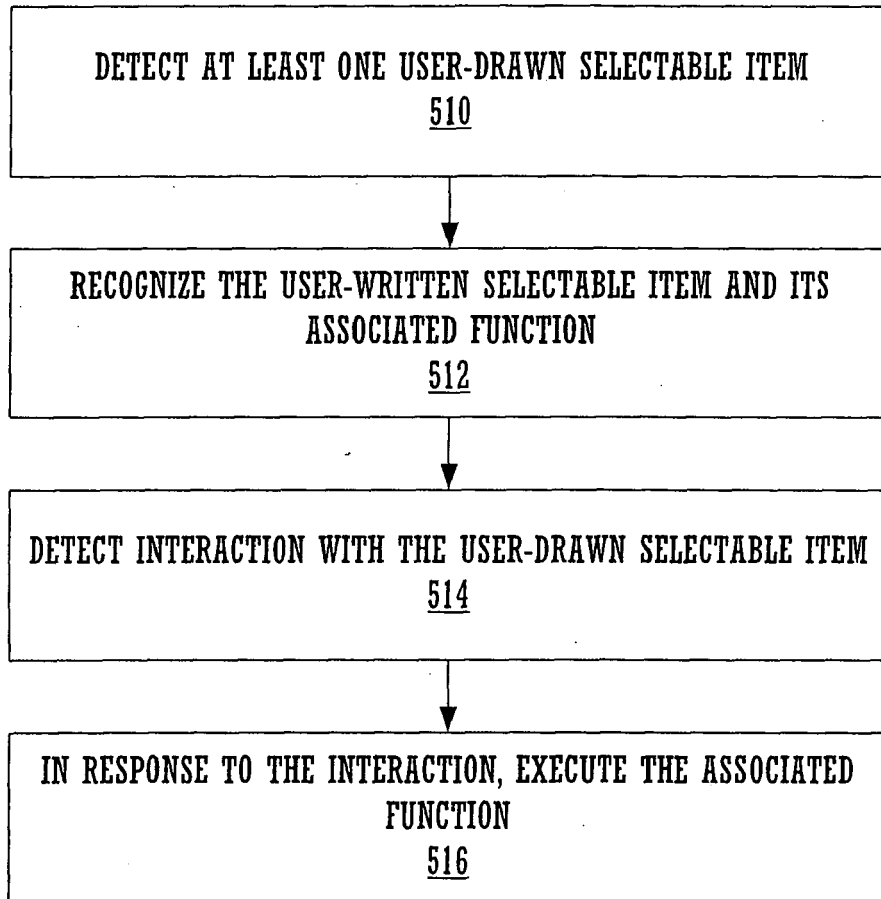 DETECT AT LEAST ONE USER-DRAWN SELECTABLE ITEM
510
RECOGNIZE THE USER-WRITTEN SELECTABLE ITEM AND ITS
ASSOCIATED FUNCTION
512
DETECT INTERACTION WITH THE USER-DRAWN SELECTABLE ITEM
514
IN RESPONSE TO THE INTERACTION, EXECUTE THE ASSOCIATED
FUNCTION
516